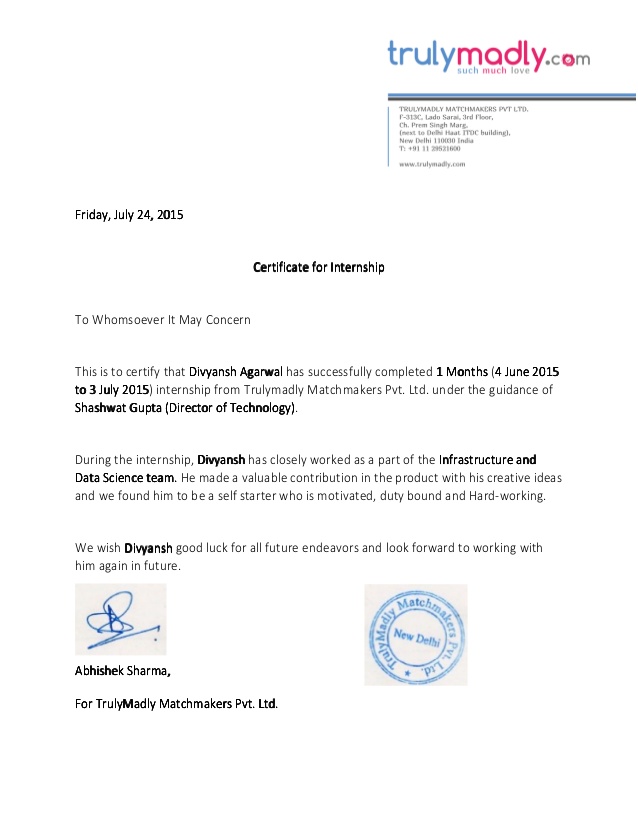 trulymadly.com
such much love
TRULYMADLY MATCHMAKERS PVT LTD.
F-313C, Lado Sarai, 3rd Floor,
Ch. Prem Singh Marg,
(next to Delhi Haat ITDC building),
New Delhi 110030 India
T: +91 11 29521600
www.trulymadly.com
Friday, July 24, 2015
Certificate for Internship
To Whomsoever It May Concern
This is to certify that Divyansh Agarwal has successfully completed 1 Months (4 June 2015
to 3 July 2015) internship from Trulymadly Matchmakers Pvt. Ltd. under the guidance of
Shashwat Gupta (Director of Technology).
During the internship, Divyansh has closely worked as a part of the Infrastructure and
Data Science team. He made a valuable contribution in the product with his creative ideas
and we found him to be a self starter who is motivated, duty bound and Hard-working.
We wish Divyansh good luck for all future endeavors and look forward to working with
him again in future.
TrulyMadly Matchmakers Pvt. Ltd.
New Delhi
Abhishek Sharma,
For TrulyMadly Matchmakers Pvt. Ltd.